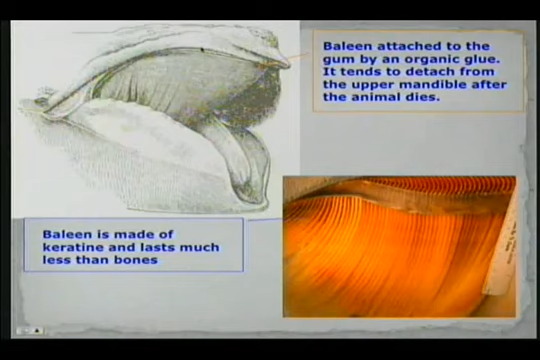 Baleen attached to the
gum by an organic glue.
It tends to detach from
the upper mandible after
the animal dies.
Baleen is made of
keratine and lasts much
less than bones